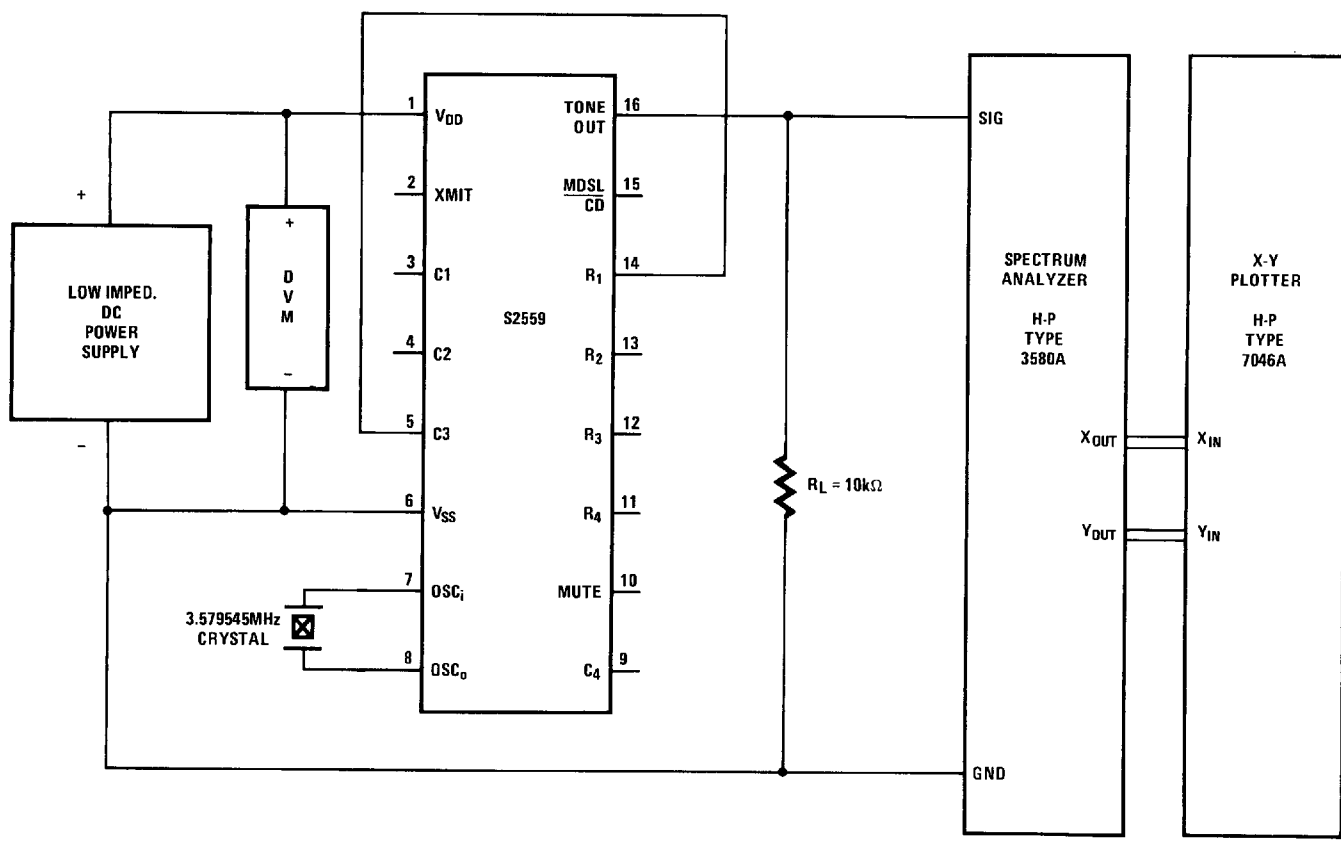 +
LOW IMPED.
DC
POWER
SUPPLY
–
+
D
V
M
–
1
VDD
2
XMIT
3
C1
4
C2
5
C3
6
VSS
7
OSCi
8
OSCo
3.579545MHz
CRYSTAL
S2559
TONE
OUT
16
MDSL
CD
15
R1
14
R2
13
R3
12
R4
11
MUTE
10
C4
9
RL = 10kΩ
SIG
SPECTRUM
ANALYZER
H-P
TYPE
3580A
XOUT
YOUT
GND
X-Y
PLOTTER
H-P
TYPE
7046A
XIN
YIN